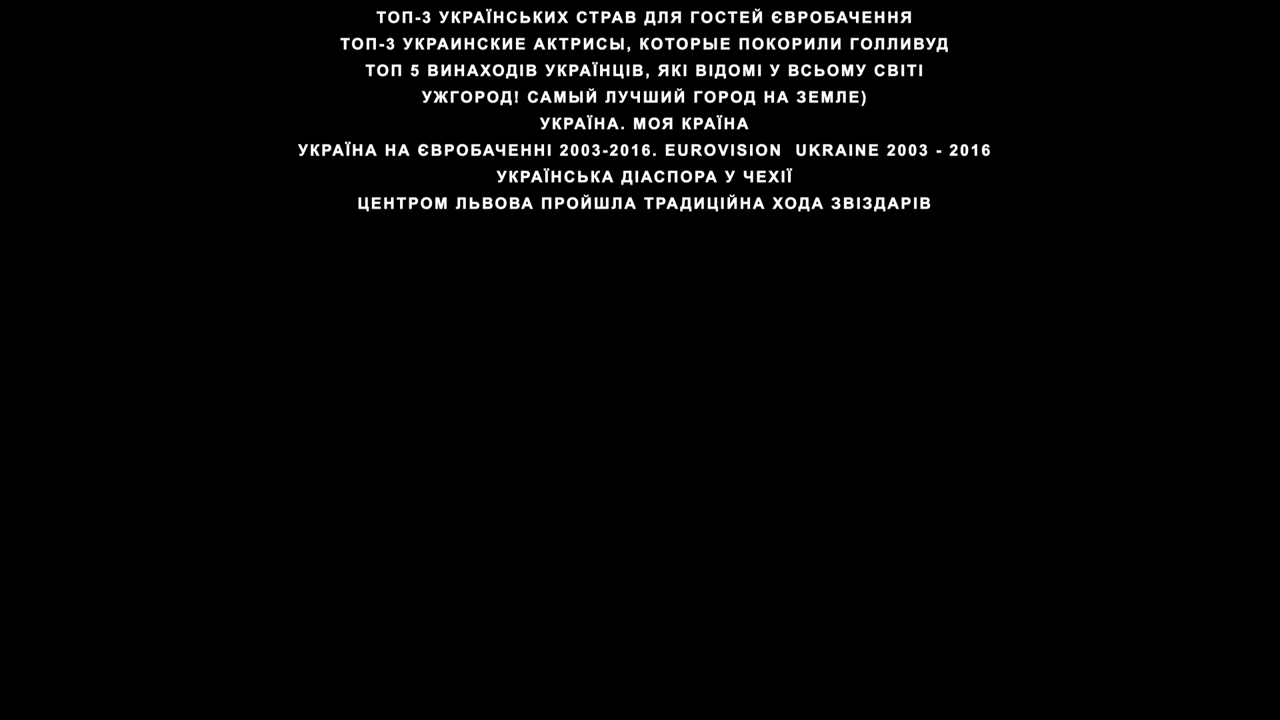 ТОП-3 УКРАЇНСЬКИХ СТРАВ ДЛЯ ГОСТЕЙ ЄВРОБАЧЕННЯ
ТОП-3 УКРАИНСКИЕ АКТРИСЫ, КОТОРЫЕ ПОКОРИЛИ ГОЛЛИВУД
ТОП 5 ВИНАХОДІВ УКРАЇНЦІВ, ЯКІ ВІДОМІ У ВСЬОМУ СВІТІ
УЖГОРОД! САМЫЙ ЛУЧШИЙ ГОРОД НА ЗЕМЛЕ)
УКРАЇНА. МОЯ КРАЇНА
УКРАЇНА НА ЄВРОБАЧЕННІ 2003-2016. EUROVISION  UKRAINE 2003 - 2016
УКРАЇНСЬКА ДІАСПОРА У ЧЕХІЇ
ЦЕНТРОМ ЛЬВОВА ПРОЙШЛА ТРАДИЦІЙНА ХОДА ЗВІЗДАРІВ